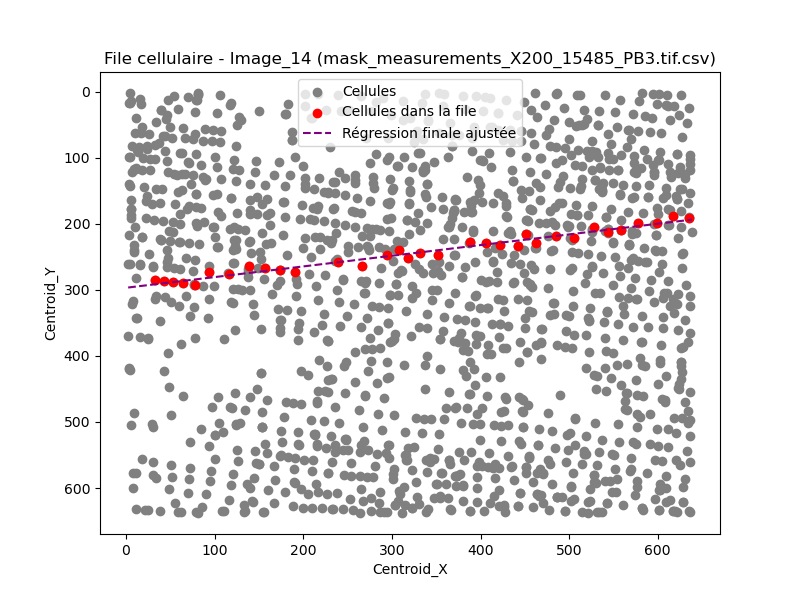 File cellulaire - Image_14 (mask_measurements_X200_15485_PB3.tif.csv)
Cellules
Cellules dans la file
Régression finale ajustée
Centroid_Y
0
100
200
300
400
500
600
0 100 200 300 400 500 600
Centroid_X